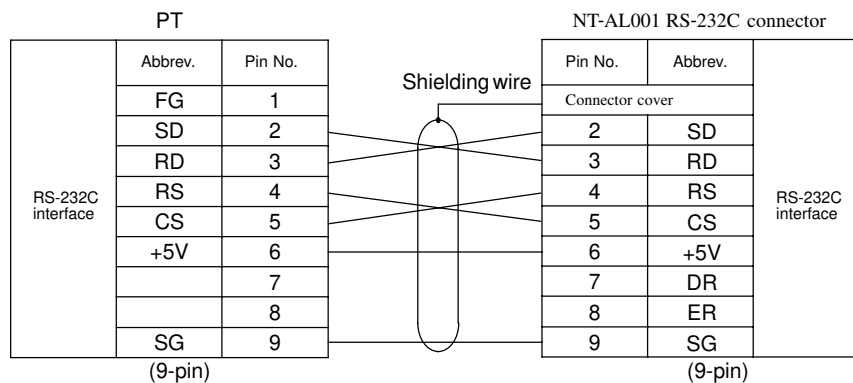 PT
NT-AL001 RS-232C connector
Abbrev. Pin No.
Pin No. Abbrev.
Shielding wire
FG 1
Connector cover
SD 2
2 SD
RD 3
3 RD
RS 4
4 RS
RS-232C
interface
RS-232C
interface
CS 5
5 CS
+5V 6
6 +5V
7
7 DR
8
8 ER
SG 9
9 SG
(9-pin)
(9-pin)